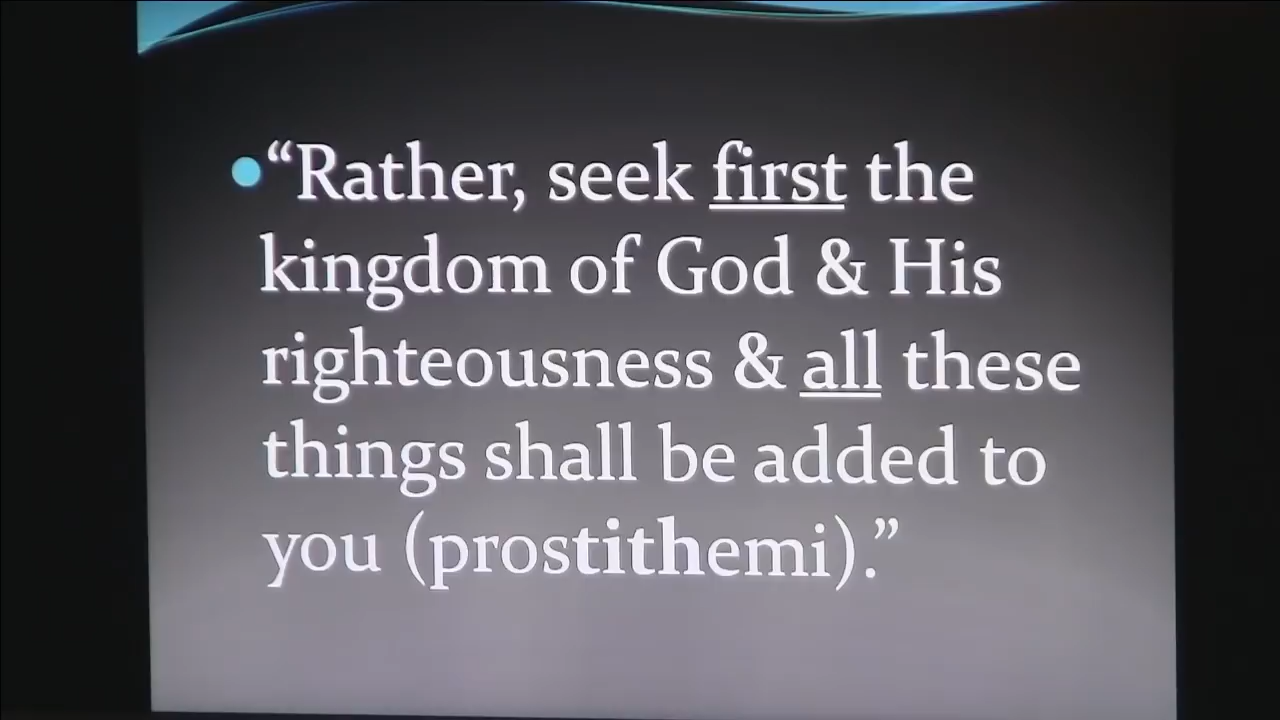 “Rather, seek first the
kingdom of God & His
righteousness & all these
things shall be added to
you (prostithemi).”